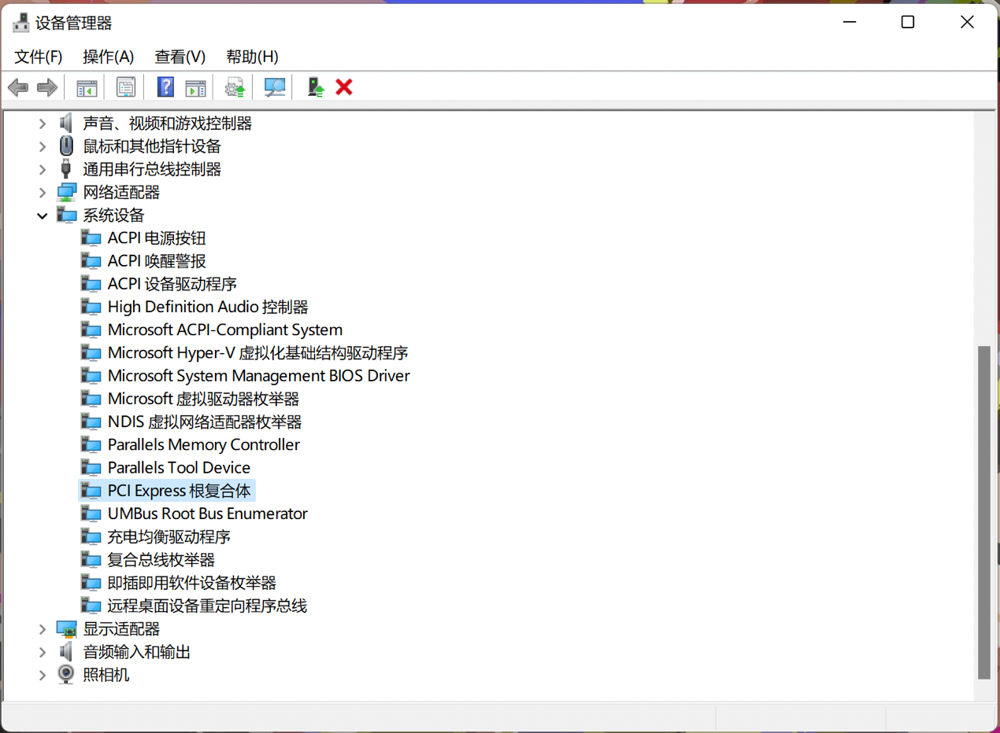 设备管理器
文件(F) 操作(A) 查看(V) 帮助(H)
声音、视频和游戏控制器
鼠标和其他指针设备
通用串行总线控制器
网络适配器
系统设备
ACPI 电源按钮
ACPI 唤醒警报
ACPI 设备驱动程序
High Definition Audio 控制器
Microsoft ACPI-Compliant System
Microsoft Hyper-V 虚拟化基础结构驱动程序
Microsoft System Management BIOS Driver
Microsoft 虚拟驱动器枚举器
NDIS 虚拟网络适配器枚举器
Parallels Memory Controller
Parallels Tool Device
PCI Express 根复合体
UMBus Root Bus Enumerator
充电均衡驱动程序
复合总线枚举器
即插即用软件设备枚举器
远程桌面设备重定向程序总线
显示适配器
音频输入和输出
照相机